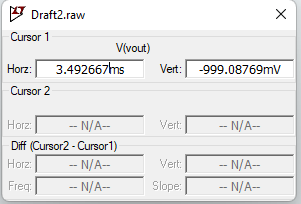 Draft2.raw
Cursor 1
V(vout)
Horz: 3.492667ms Vert: -999.08769mV
Cursor 2
Horz: -- N/A-- Vert: -- N/A--
Diff (Cursor2 - Cursor1)
Horz: -- N/A-- Vert: -- N/A--
Freq: -- N/A-- Slope: -- N/A--